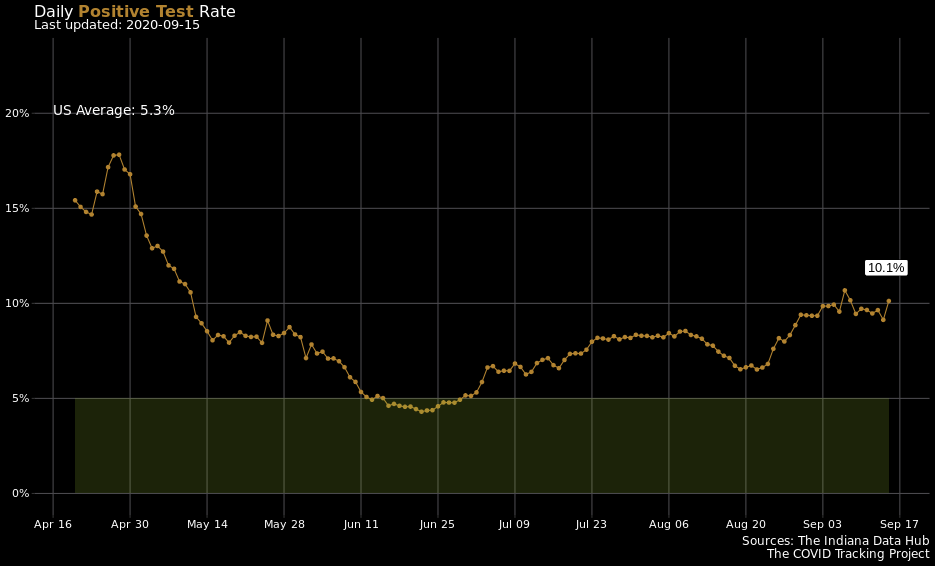 Daily Positive Test Rate
Last updated: 2020-09-15
US Average: 5.3%
20%
15%
10.1%
10%
5%
0%
Apr 16 Apr 30 May 14 May 28 Jun 11 Jun 25 Jul 09 Jul 23 Aug 06 Aug 20 Sep 03 Sep 17
Sources: The Indiana Data Hub
The COVID Tracking Project